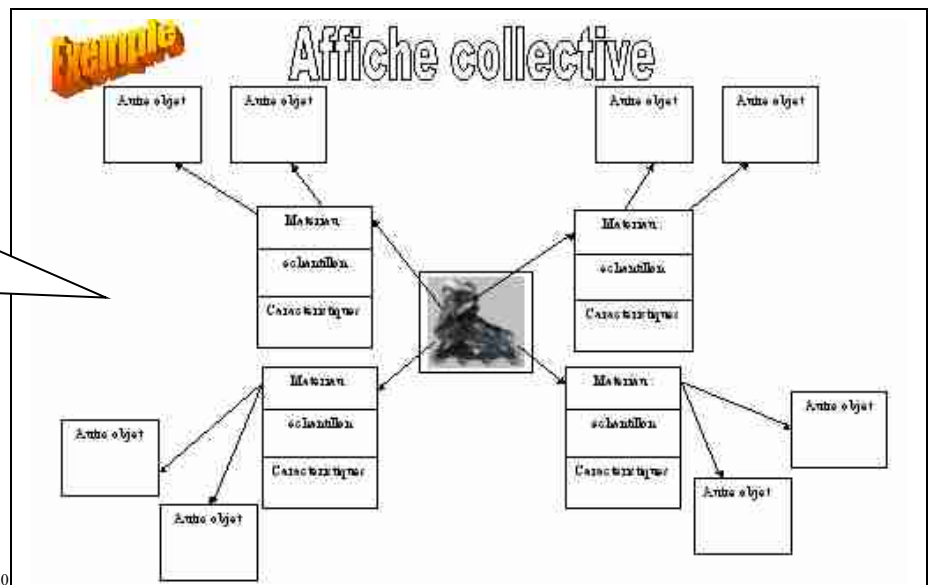 Exemple
Affiche collective
Autre objet
Autre objet
Autre objet
Autre objet
Matériau
échantillon
Caractéristiques
Matériau :
échantillon
Caractéristiques
Matériau
échantillon
Caractéristiques
Matériau :
échantillon
Caractéristiques
Autre objet
Autre objet
Autre objet
Autre objet
0